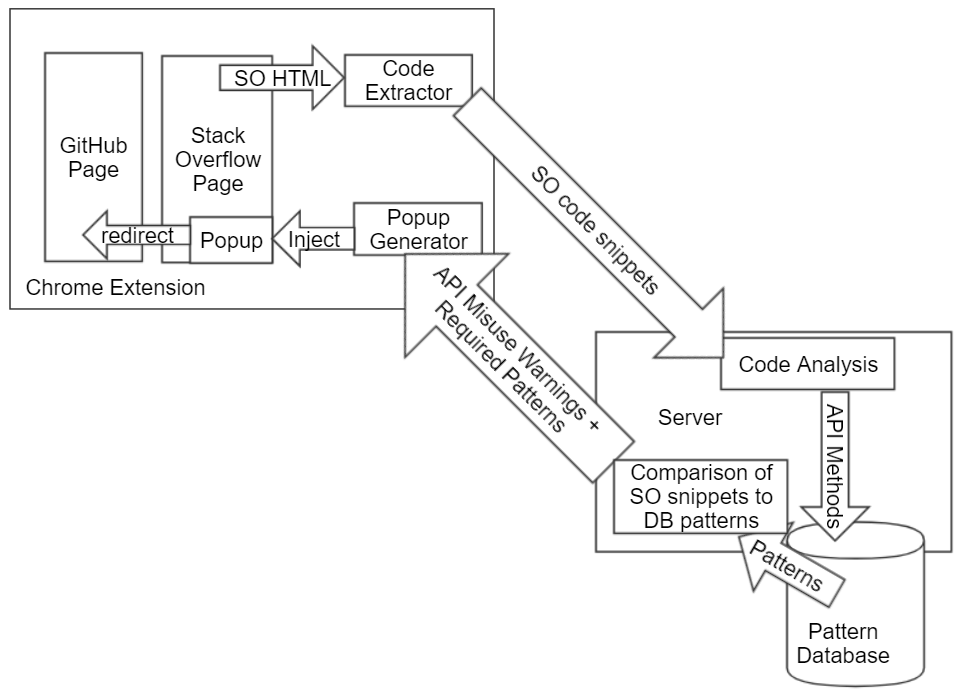 SO HTML
Code
Extractor
GitHub
Page
Stack
Overflow
Page
SO code snippets
redirect
Popup
Inject
Popup
Generator
Chrome Extension
API Misuse Warnings +
Required Patterns
Code Analysis
Server
API Methods
Comparison of
SO snippets to
DB patterns
Patterns
Pattern
Database